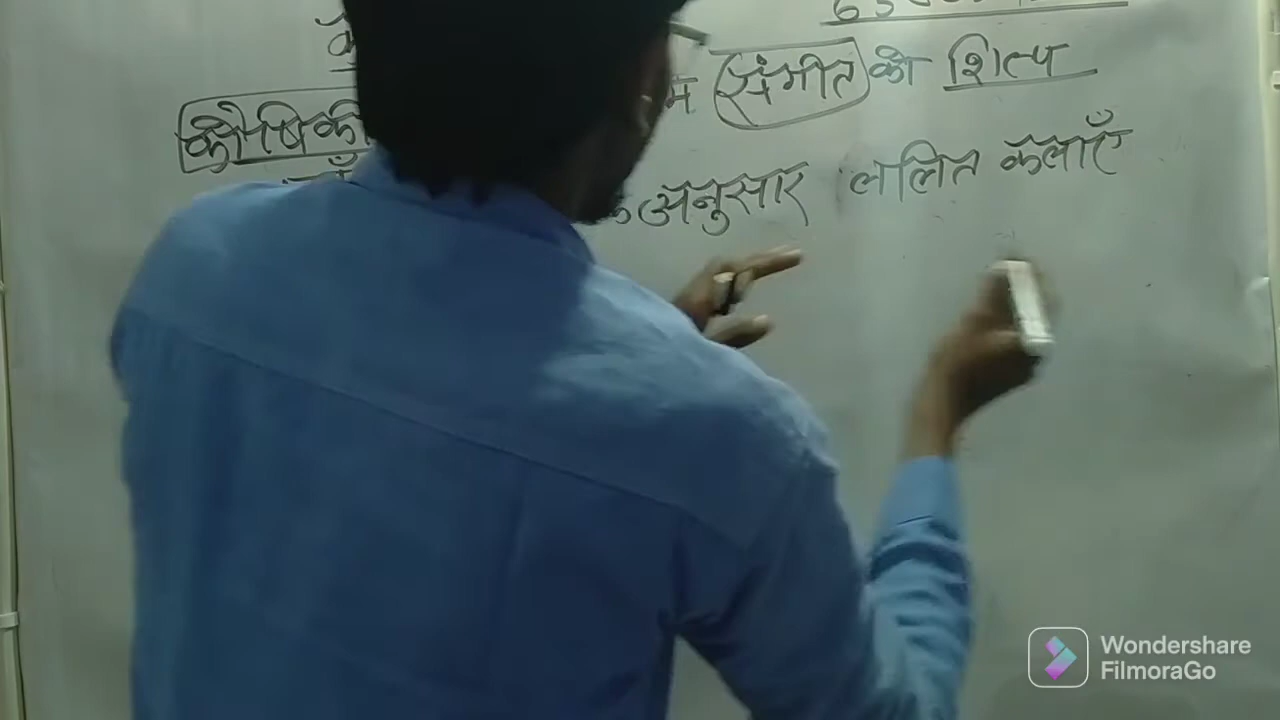 में संगीत को शिल्प
कौषिकी
के अनुसार ललित कलाएँ
Wondershare
FilmoraGo